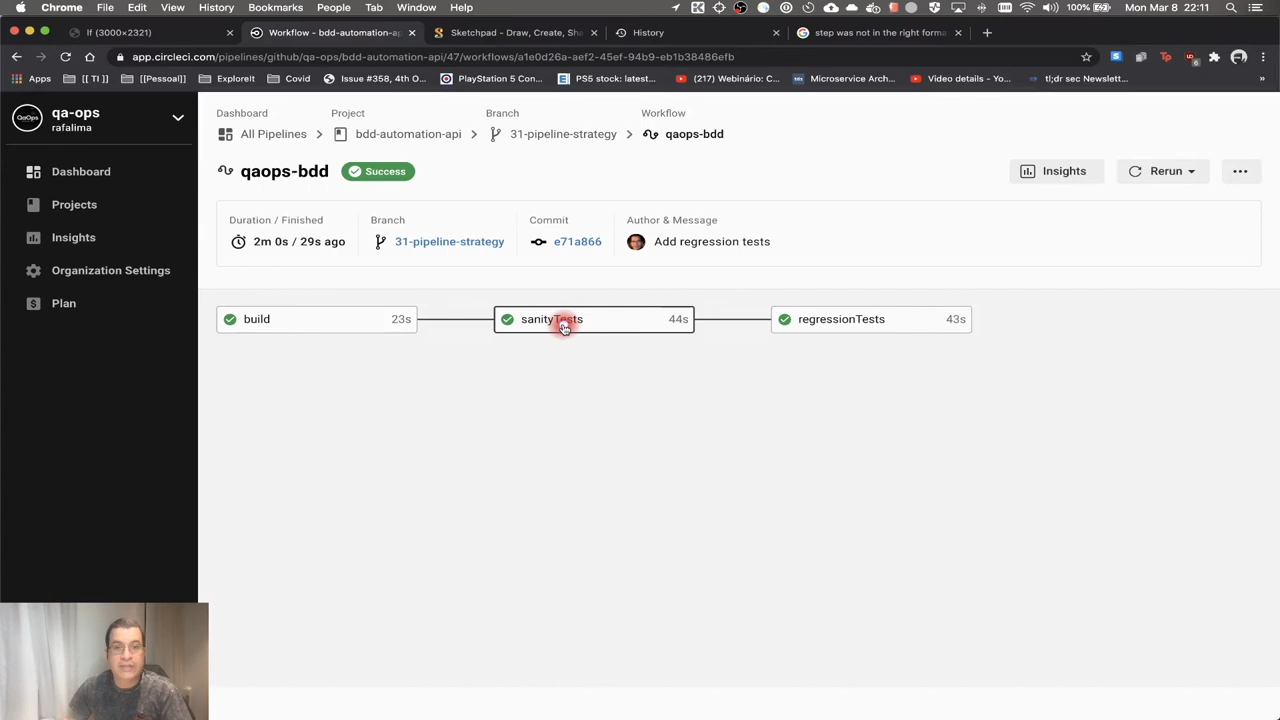 Chrome File Edit View History Bookmarks People Tab Window Help 100% Mon Mar 8 22:11
lf (3000×2321) Workflow - bdd-automation-ap Sketchpad - Draw, Create, Sha History step was not in the right forma
app.circleci.com/pipelines/github/qa-ops/bdd-automation-api/47/workflows/a1e0d26a-aef2-45ef-94b9-eb1b38486efb
Apps [[ TI ]] [Pessoal] ExploreIt Covid Issue #358, 4th O... PlayStation 5 Con... PS5 stock: latest... (217) Webinário: C... Microservice Arch... Video details - Yo... tl;dr sec Newslett... »
QaOps
qa-ops
rafalima
Dashboard
Projects
Insights
Organization Settings
Plan
Dashboard Project Branch Workflow
All Pipelines bdd-automation-api 31-pipeline-strategy qaops-bdd
qaops-bdd Success Insights Rerun
Duration / Finished Branch Commit Author & Message
2m 0s / 29s ago 31-pipeline-strategy e71a866 Add regression tests
build 23s sanityTests 44s regressionTests 43s